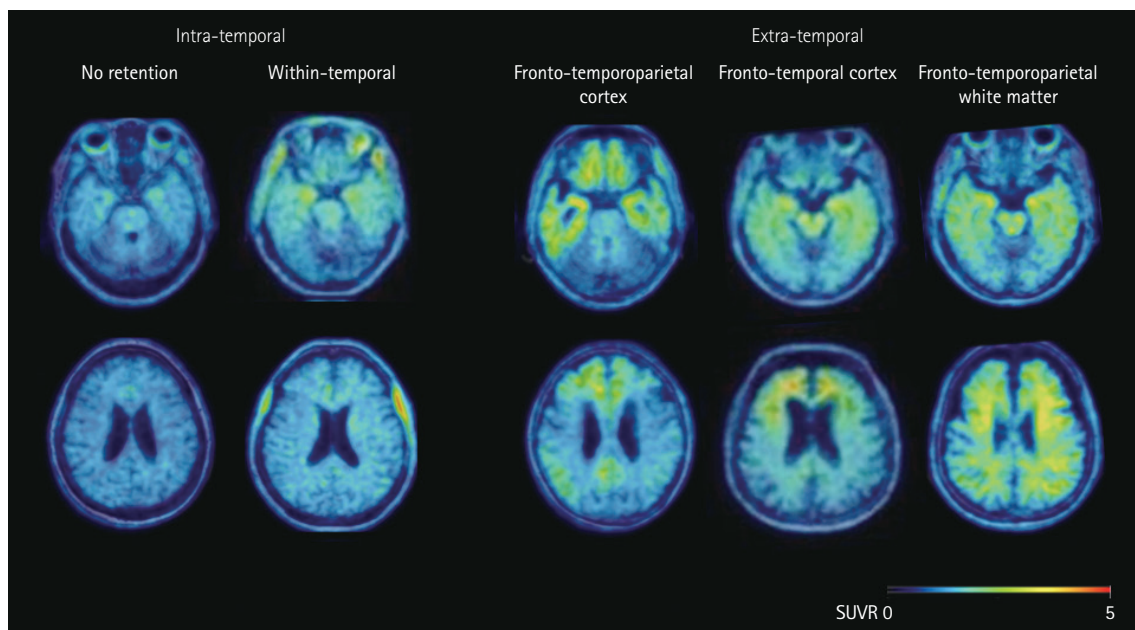 Intra-temporal
Extra-temporal
No retention
Within-temporal
Fronto-temporoparietal
cortex
Fronto-temporal cortex
Fronto-temporoparietal
white matter
SUVR 0
5